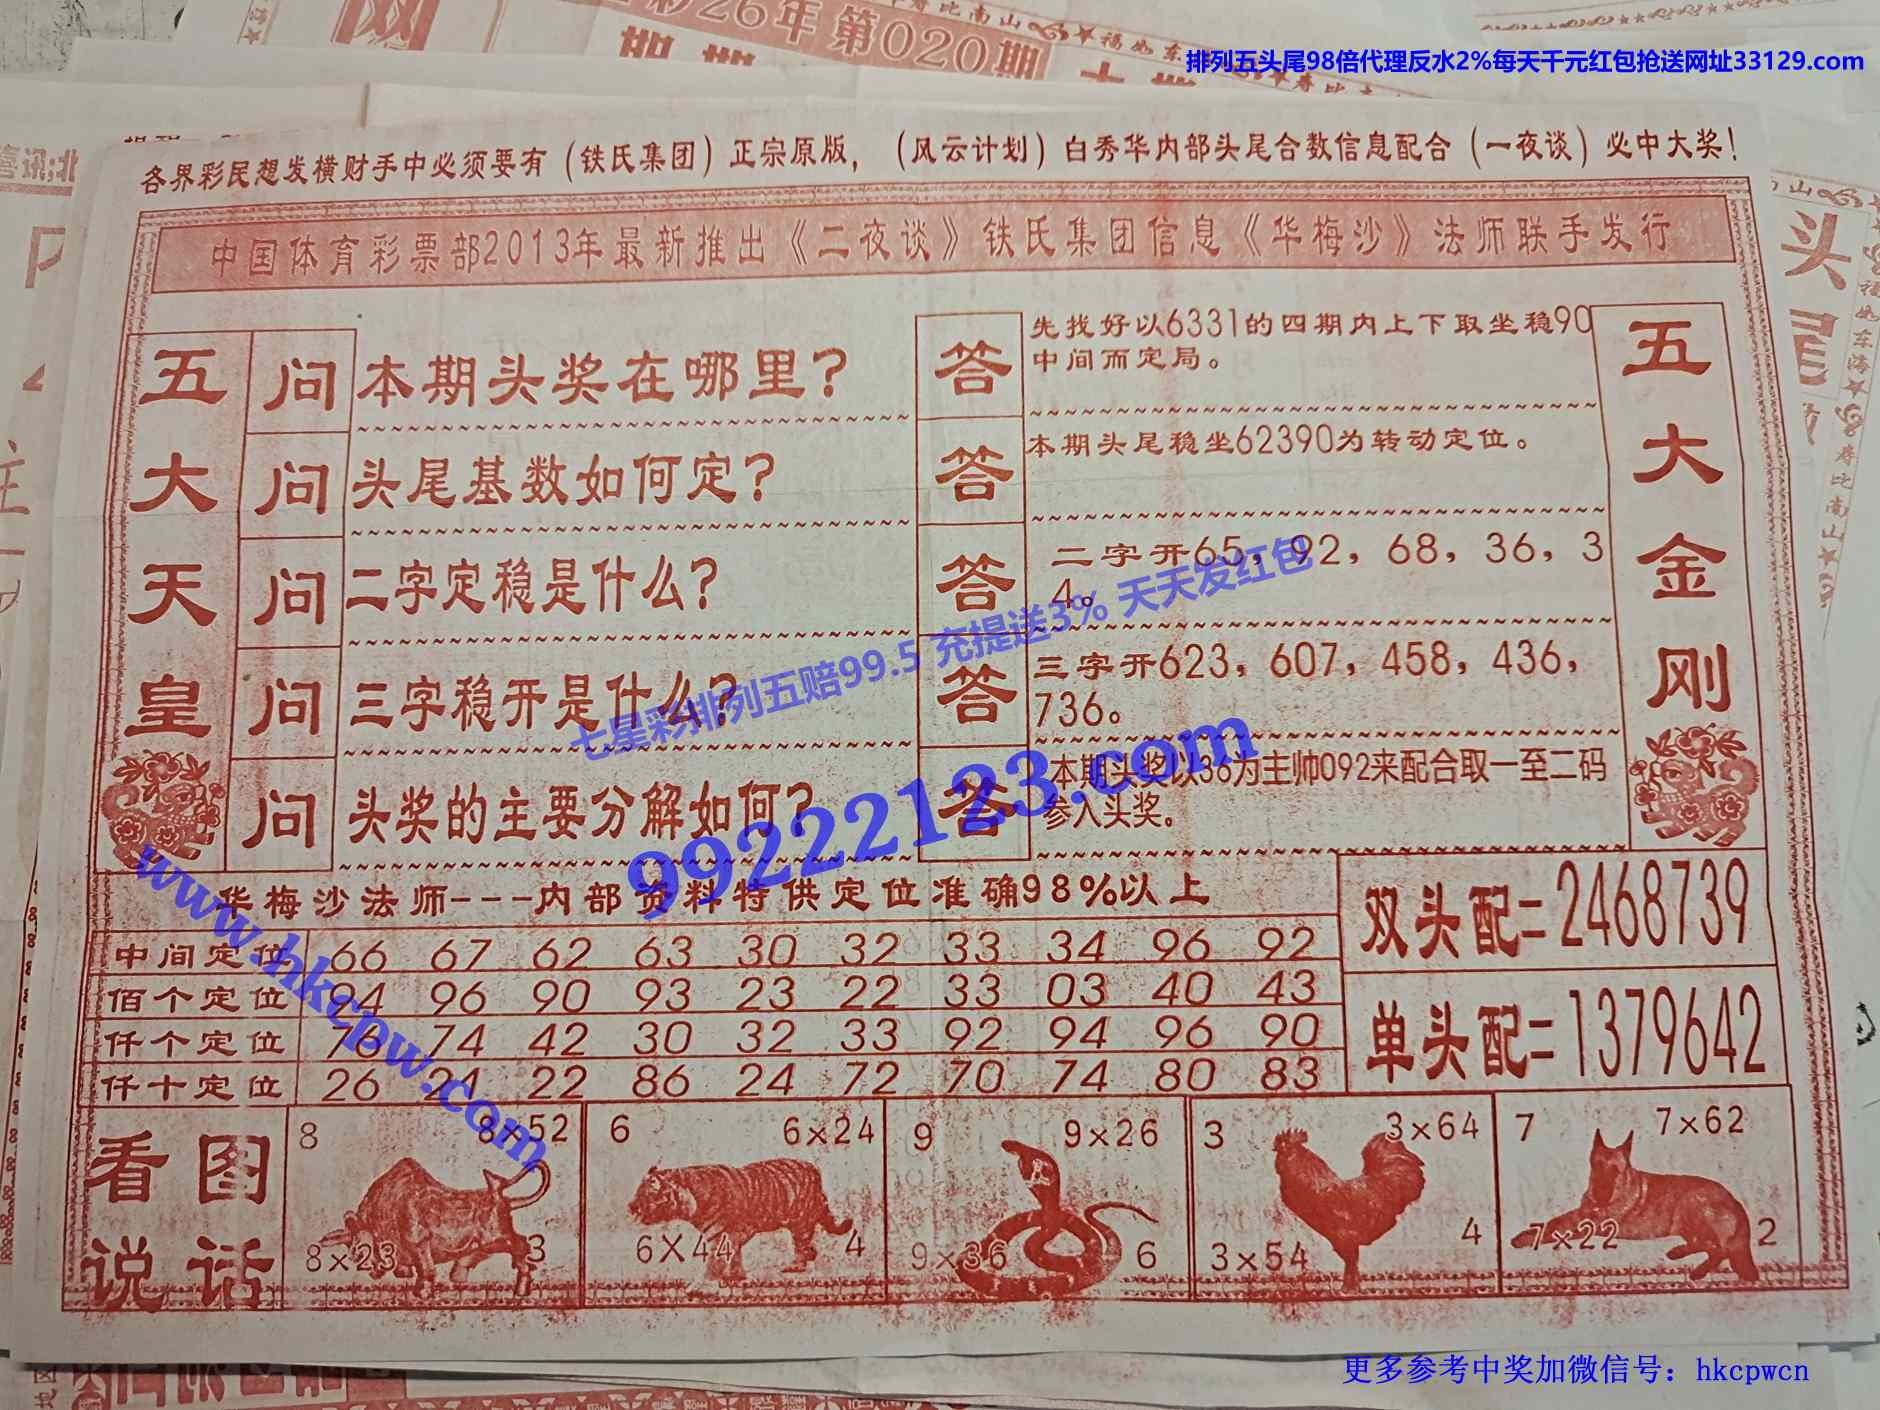 彩26年第020期
排列五头尾98倍代理反水2%每天千元红包抢送网址33129.com
各界彩民想发横财手中必须要有（铁氏集团）正宗原版，（风云计划）白秀华内部头尾合数信息配合（一夜谈）必中大奖！
中国体育彩票部2013年最新推出《二夜谈》铁氏集团信息《华梅沙》法师联手发行
五大天皇
问 本期头奖在哪里？
答 先找好以6331的四期内上下取坐稳90
中间而定局。
问 头尾基数如何定？
答 本期头尾稳坐62390为转动定位。
问 二字定稳是什么？
答 二字开65，92，68，36，3
4。
问 三字稳开是什么？
答 三字开623，607，458，436，
736。
问 头奖的主要分解如何？
答 本期头奖以36为主帅092来配合取一至二码
参入头奖。
五大金刚
七星彩排列五赔99.5 充提送3% 天天发红包
99222123.com
www.hkcpw.com
华梅沙法师---内部资料特供定位准确98%以上
中间定位 66 67 62 63 30 32 33 34 96 92
佰个定位 94 96 90 93 23 22 33 03 40 43
仟个定位 76 74 42 30 32 33 92 94 96 90
仟十定位 26 21 22 86 24 72 70 74 80 83
双头配=2468739
单头配=1379642
看图
说话
8 8×52
8×23 3
6 6×24
6×44 4
9 9×26
9×36 6
3 3×64
3×54 4
7 7×62
7×22 2
更多参考中奖加微信号：hkcpwcn